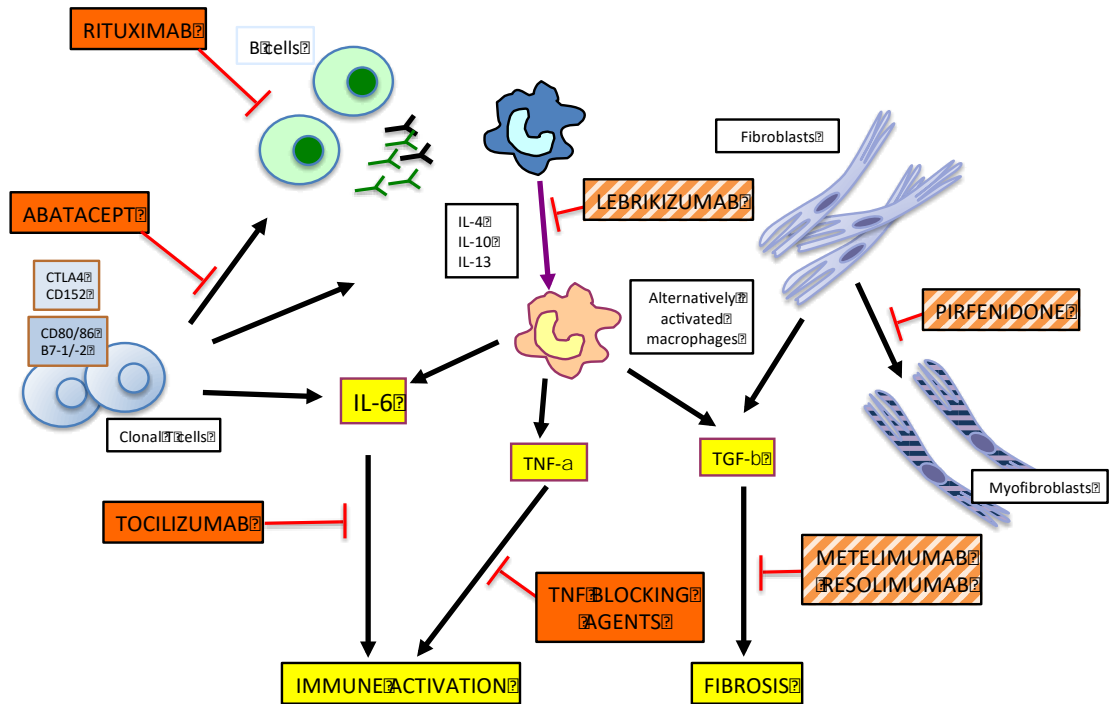 RITUXIMAB
B cells
Fibroblasts
LEBRIKIZUMAB
ABATACEPT
IL-4
IL-10
IL-13
CTLA4
CD152
Alternatively
activated
macrophages
PIRFENIDONE
CD80/86
B7-1/-2
IL-6
Clonal T cells
TNF-a
TGF-b
Myofibroblasts
TOCILIZUMAB
METELIMUMAB
RESOLIMUMAB
TNF BLOCKING
AGENTS
IMMUNE ACTIVATION
FIBROSIS